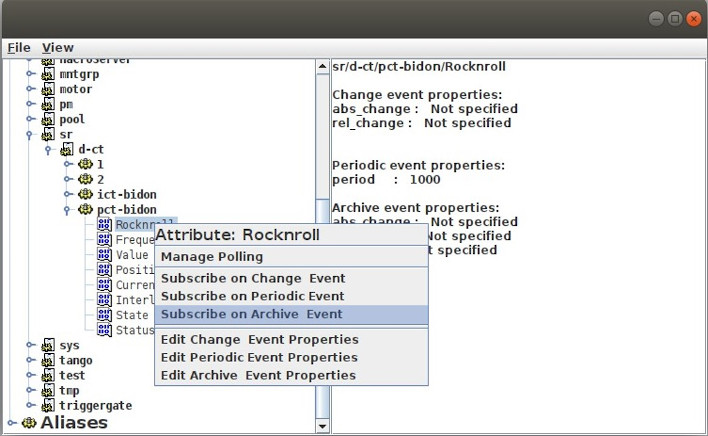 File View
macroserver
mntgrp
motor
pm
pool
sr
d-ct
1
2
ict-bidon
pct-bidon
Rocknroll
Freque
Value
Positi
Curren
Interl
State
Status
sys
tango
test
tmp
triggergate
Aliases
Attribute: Rocknroll
Manage Polling
Subscribe on Change Event
Subscribe on Periodic Event
Subscribe on Archive Event
Edit Change Event Properties
Edit Periodic Event Properties
Edit Archive Event Properties
sr/d-ct/pct-bidon/Rocknroll
Change event properties:
abs_change : Not specified
rel_change : Not specified
Periodic event properties:
period : 1000
Archive event properties:
abs_change : Not specified
Not specified
t specified